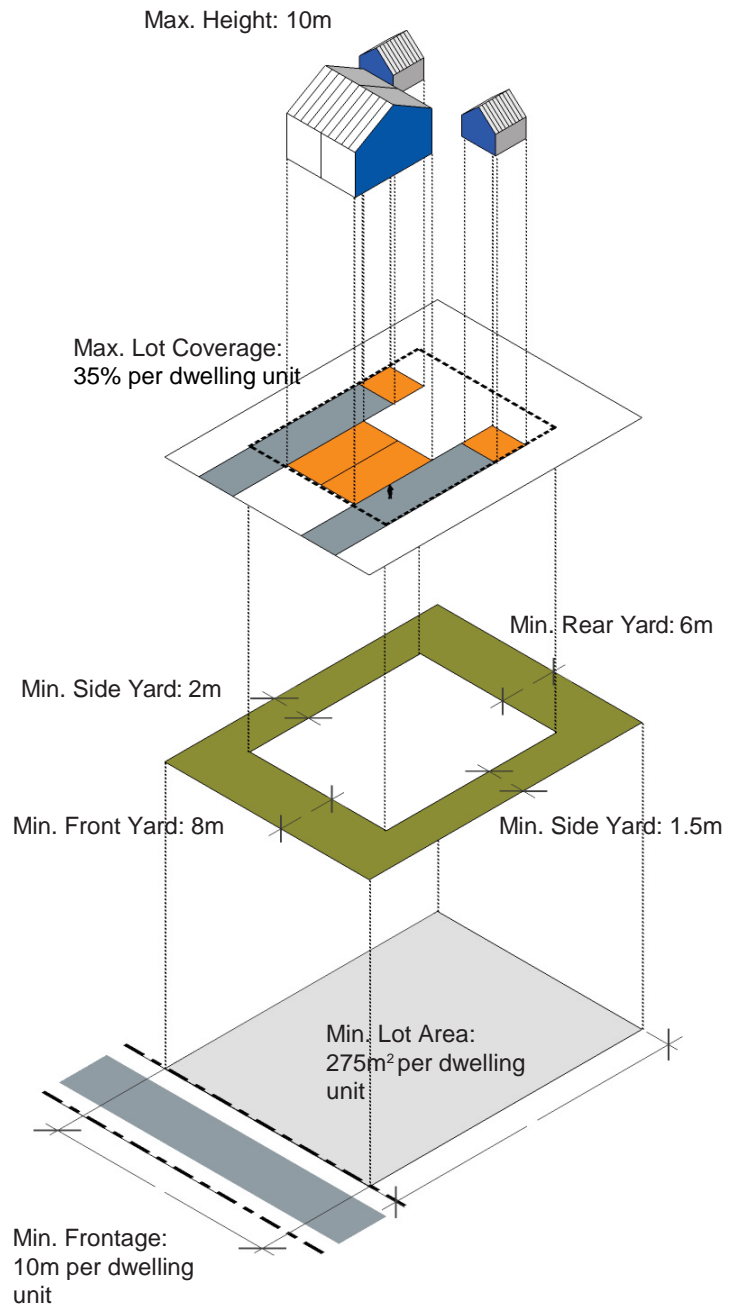 Max. Height: 10m
Max. Lot Coverage:
35% per dwelling unit
Min. Rear Yard: 6m
Min. Side Yard: 2m
Min. Front Yard: 8m
Min. Side Yard: 1.5m
Min. Lot Area:
275m² per dwelling
unit
Min. Frontage:
10m per dwelling
unit